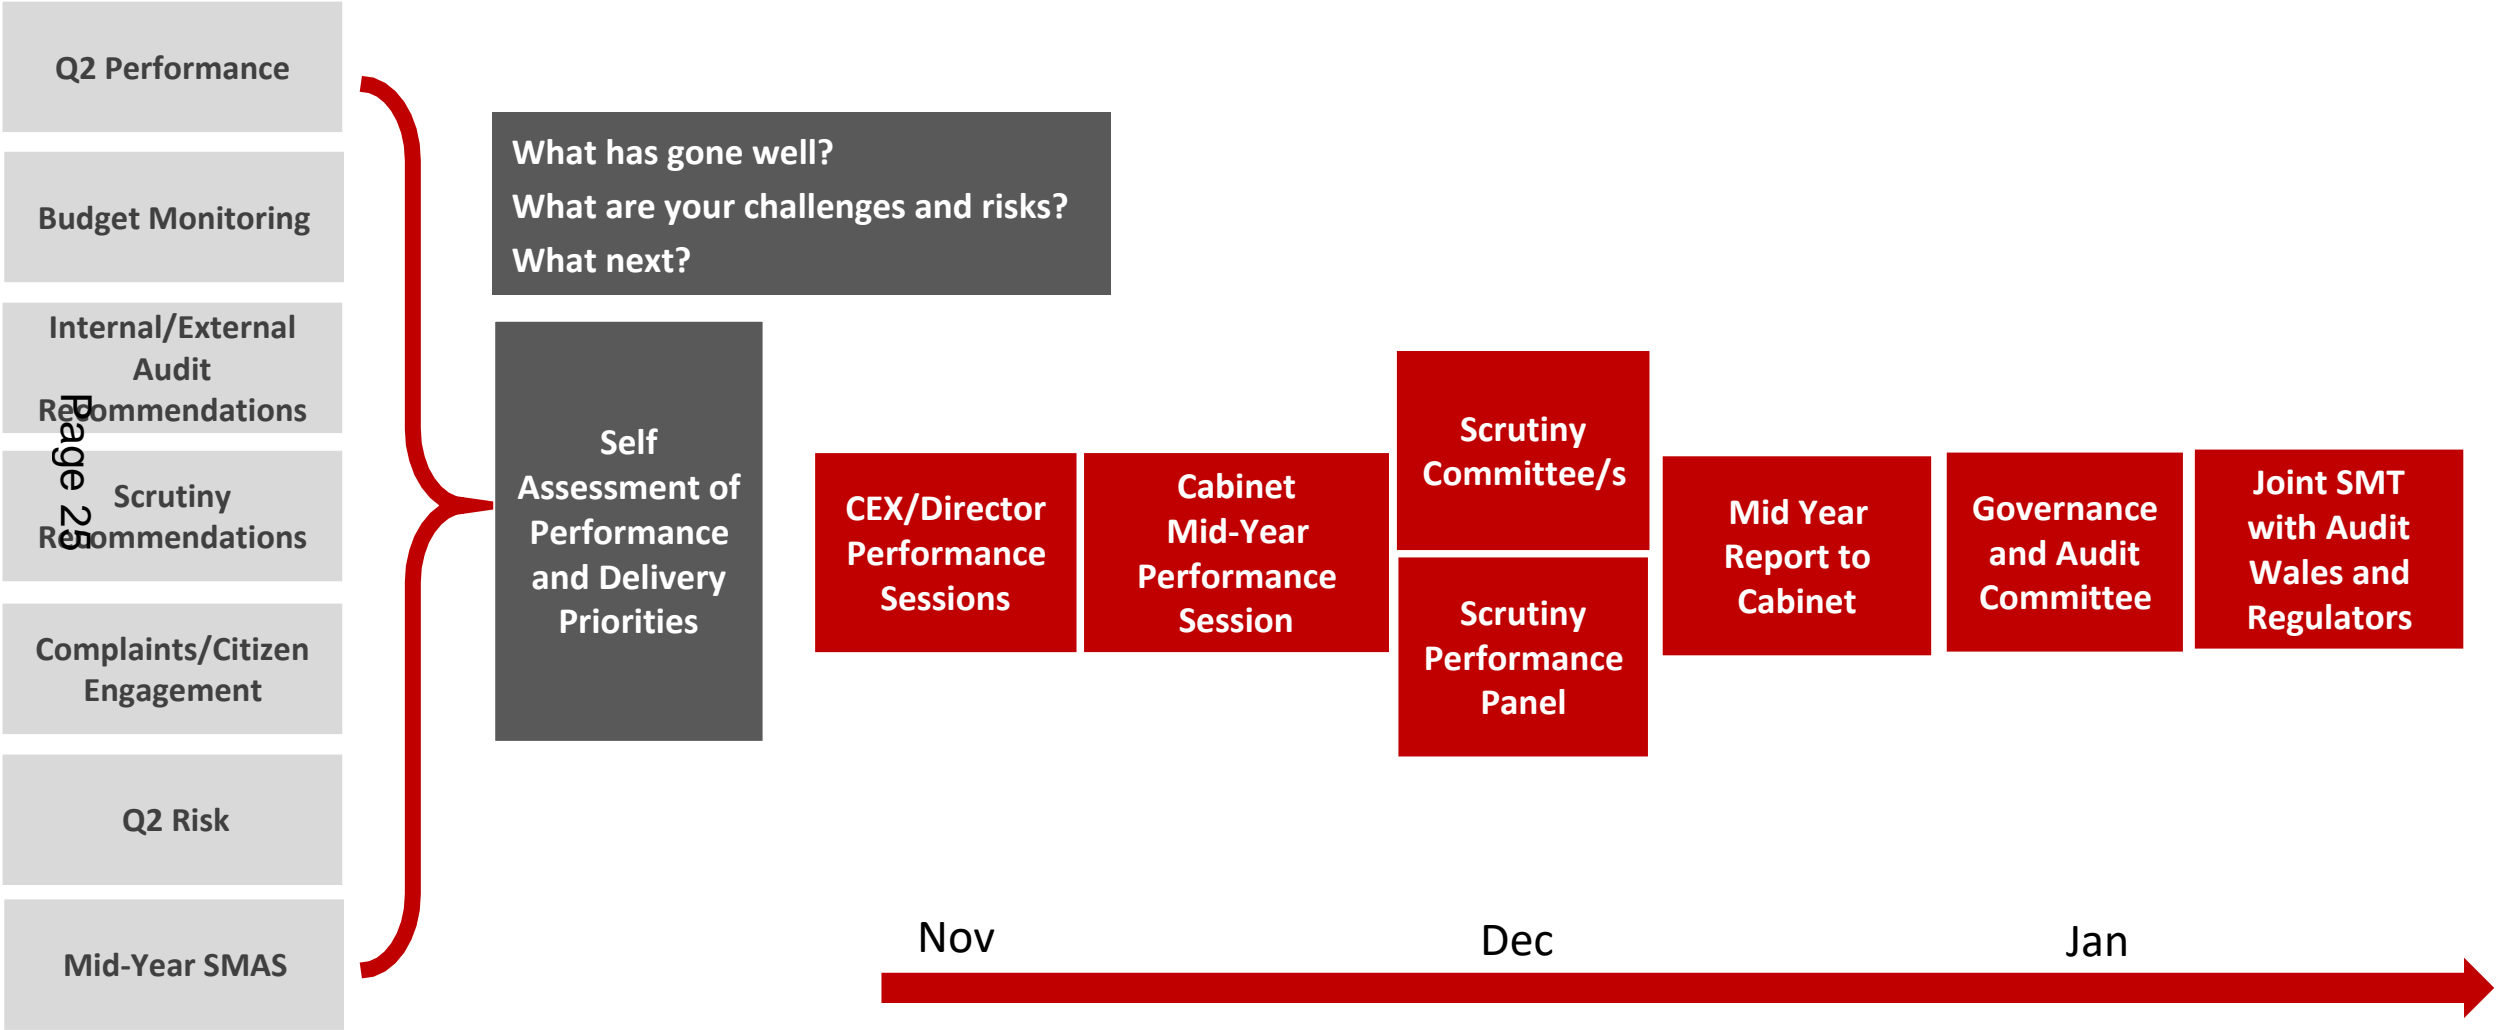 Q2 Performance
Budget Monitoring
Internal/External
Audit
Recommendations
Scrutiny
Recommendations
Complaints/Citizen
Engagement
Q2 Risk
Mid-Year SMAS
Page 25
What has gone well?
What are your challenges and risks?
What next?
Self
Assessment of
Performance
and Delivery
Priorities
CEX/Director
Performance
Sessions
Cabinet
Mid-Year
Performance
Session
Scrutiny
Committee/s
Scrutiny
Performance
Panel
Mid Year
Report to
Cabinet
Governance
and Audit
Committee
Joint SMT
with Audit
Wales and
Regulators
Nov
Dec
Jan